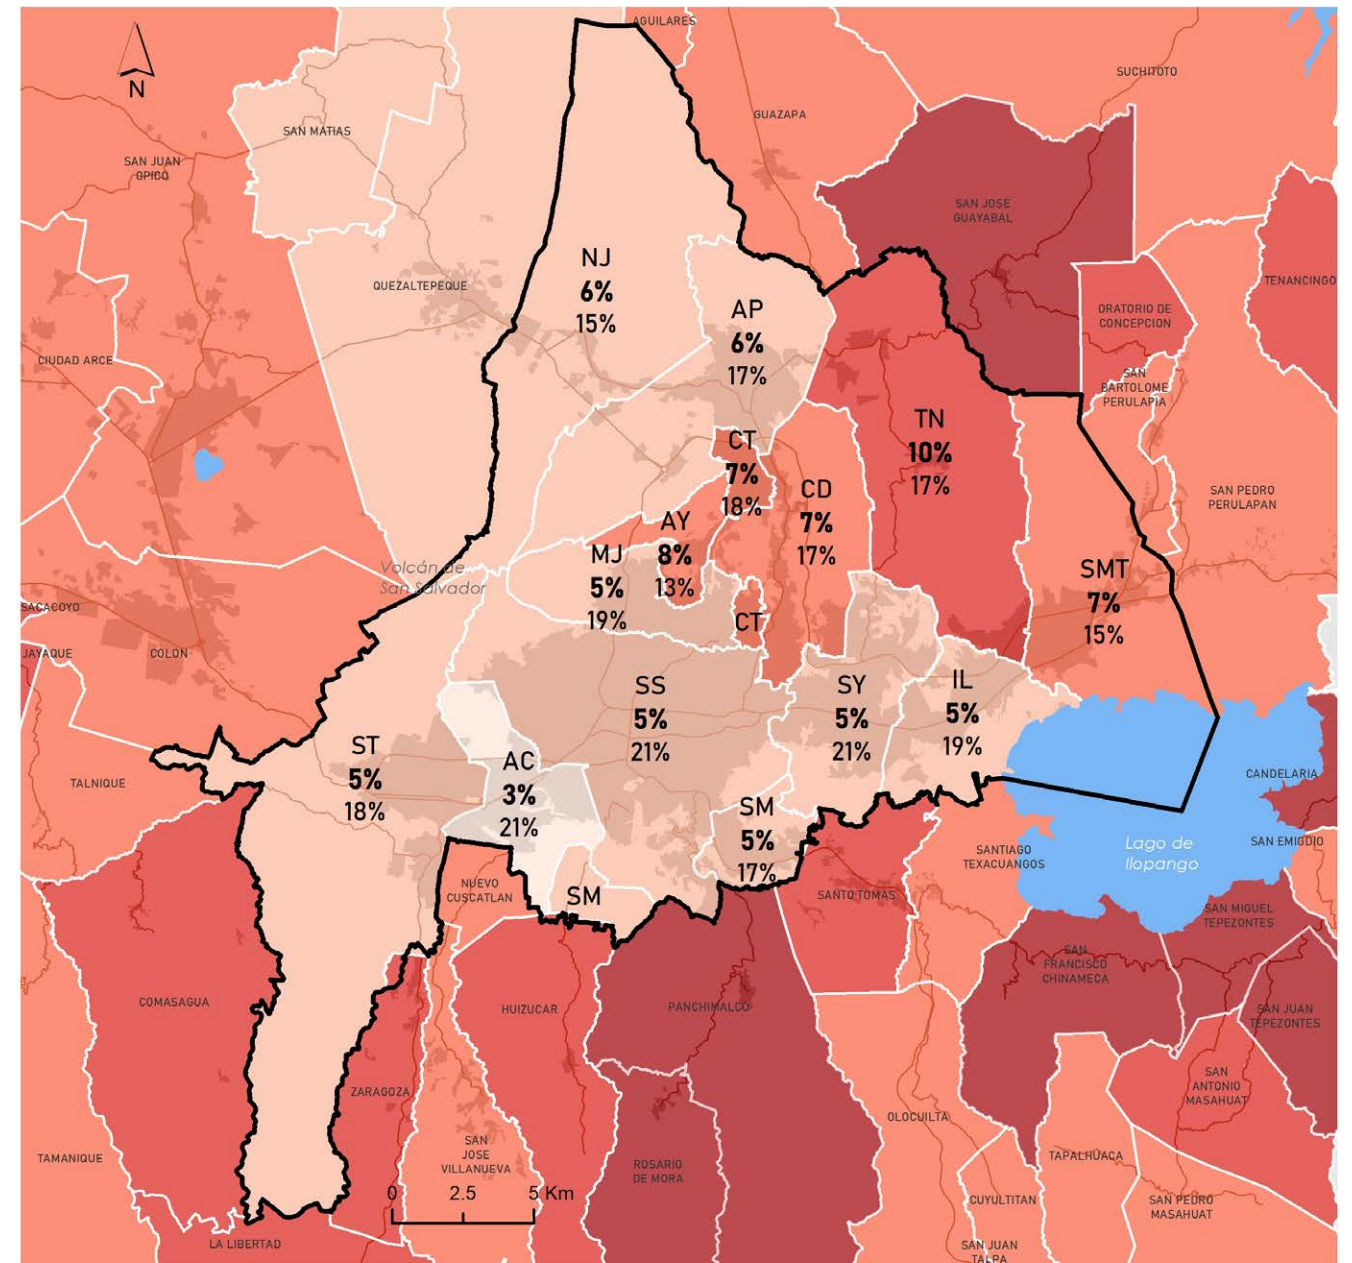 AGUILARES
SUCHITOTO
N
GUAZAPA
SAN MATIAS
SAN JUAN
OPICO
SAN JOSE
GUAYABAL
NJ
6%
15%
QUEZALTEPEQUE
TENANCINGO
AP
6%
17%
ORATORIO DE
CONCEPCION
CIUDAD ARCE
SAN
BARTOLOME
PERULAPIA
TN
10%
17%
CT
7%
18%
CD
7%
17%
SAN PEDRO
PERULAPAN
AY
8%
13%
MJ
5%
19%
Volcán de
San Salvador
SMT
7%
15%
SACACOYO
CT
JAYAQUE
COLON
SS
5%
21%
SY
5%
21%
IL
5%
19%
ST
5%
18%
AC
3%
21%
TALNIQUE
CANDELARIA
SM
5%
17%
SANTIAGO
TEXACUANGOS
Lago de
Ilopango
SAN EMIGDIO
NUEVO
CUSCATLAN
SM
SANTO TOMAS
SAN MIGUEL
TEPEZONTES
SAN
FRANCISCO
CHINAMECA
COMASAGUA
HUIZUCAR
PANCHIMALCO
SAN JUAN
TEPEZONTES
ZARAGOZA
SAN
ANTONIO
MASAHUAT
OLOCUILTA
TAMANIQUE
SAN
JOSE
VILLANUEVA
ROSARIO
DE MORA
TAPALHUACA
0 2.5 5 Km
CUYULTITAN
SAN PEDRO
MASAHUAT
LA LIBERTAD
SAN JUAN
TALPA